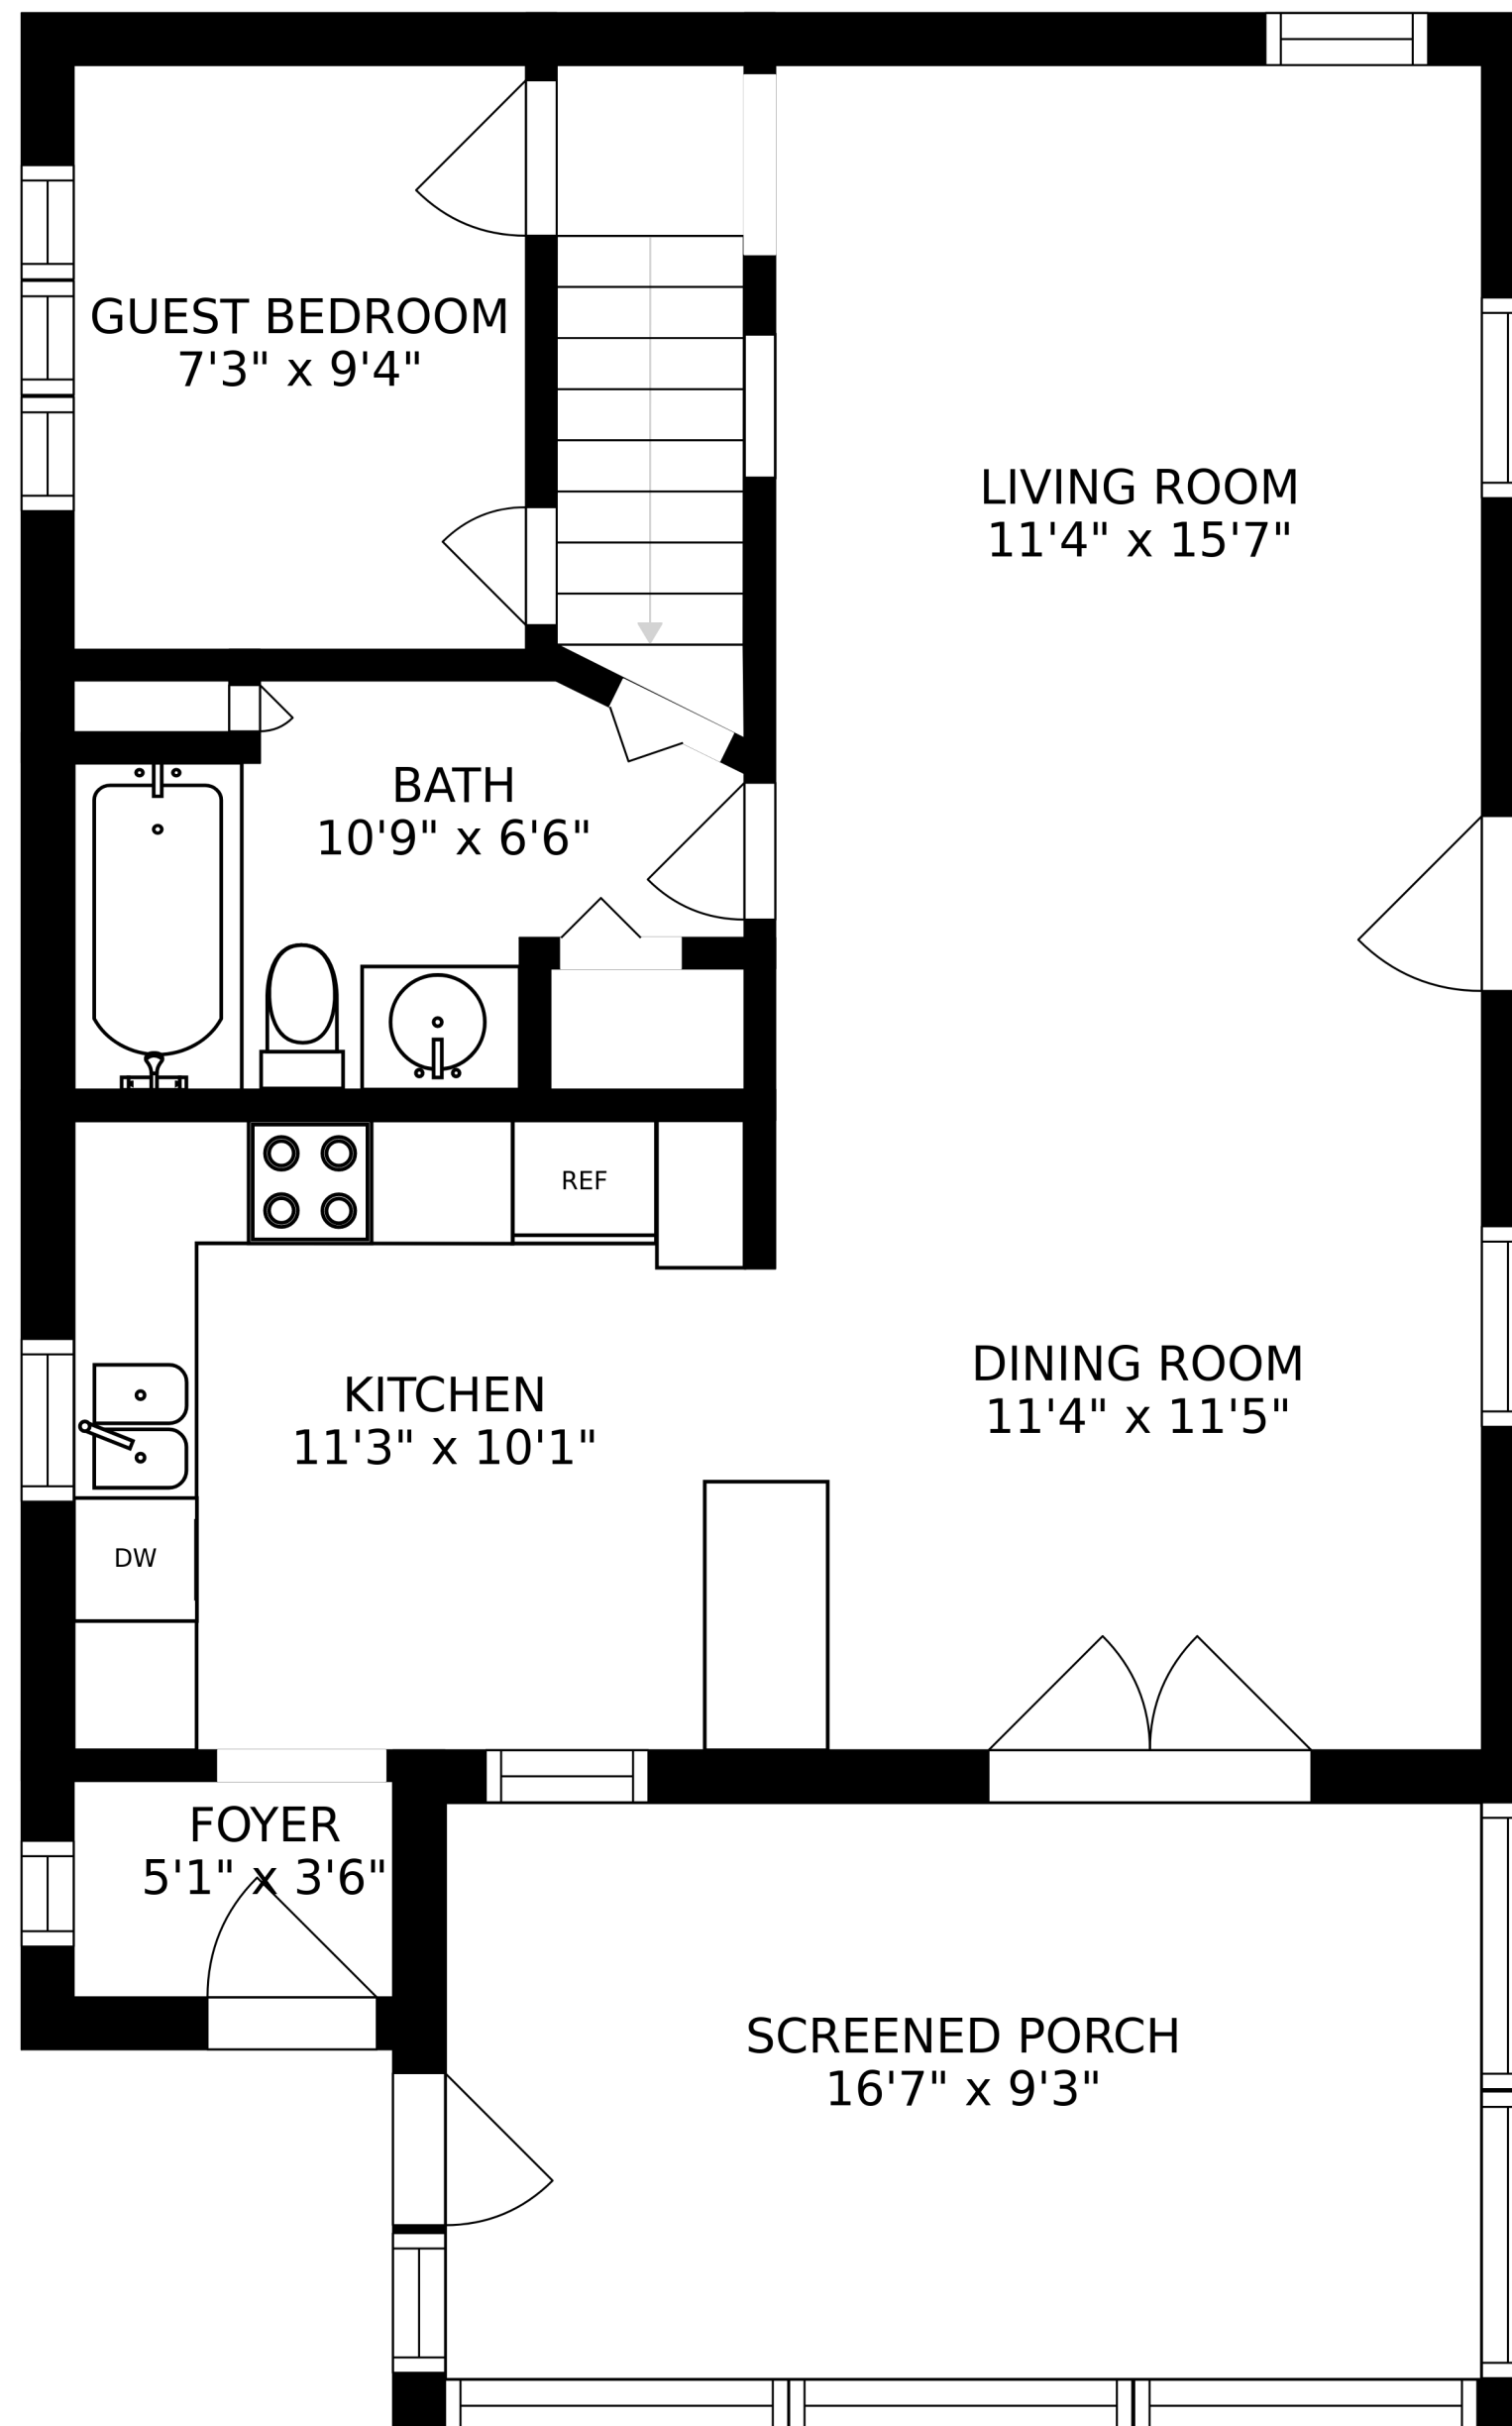 GUEST BEDROOM
7'3" x 9'4"
LIVING ROOM
11'4" x 15'7"
BATH
10'9" x 6'6"
REF
KITCHEN
11'3" x 10'1"
DINING ROOM
11'4" x 11'5"
DW
FOYER
5'1" x 3'6"
SCREENED PORCH
16'7" x 9'3"